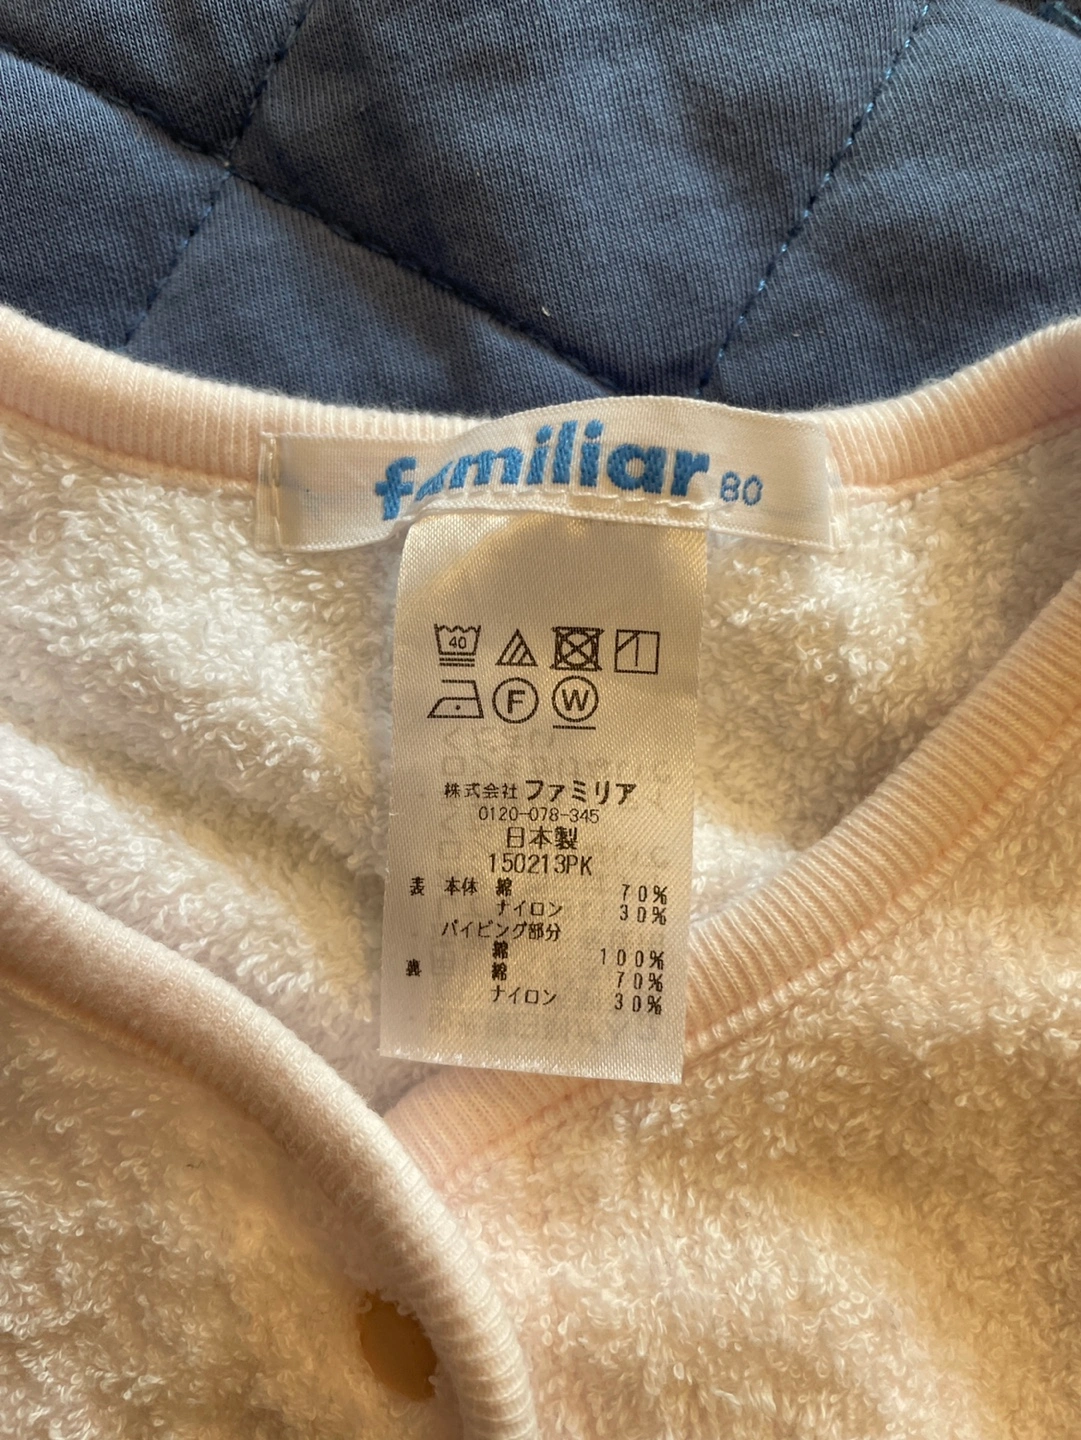 familiar 80
40
F W
株式会社 ファミリア
0120-078-345
日本製
150213PK
表 本体 綿 70%
ナイロン 30%
パイピング部分
綿 100%
裏 綿 70%
ナイロン 30%